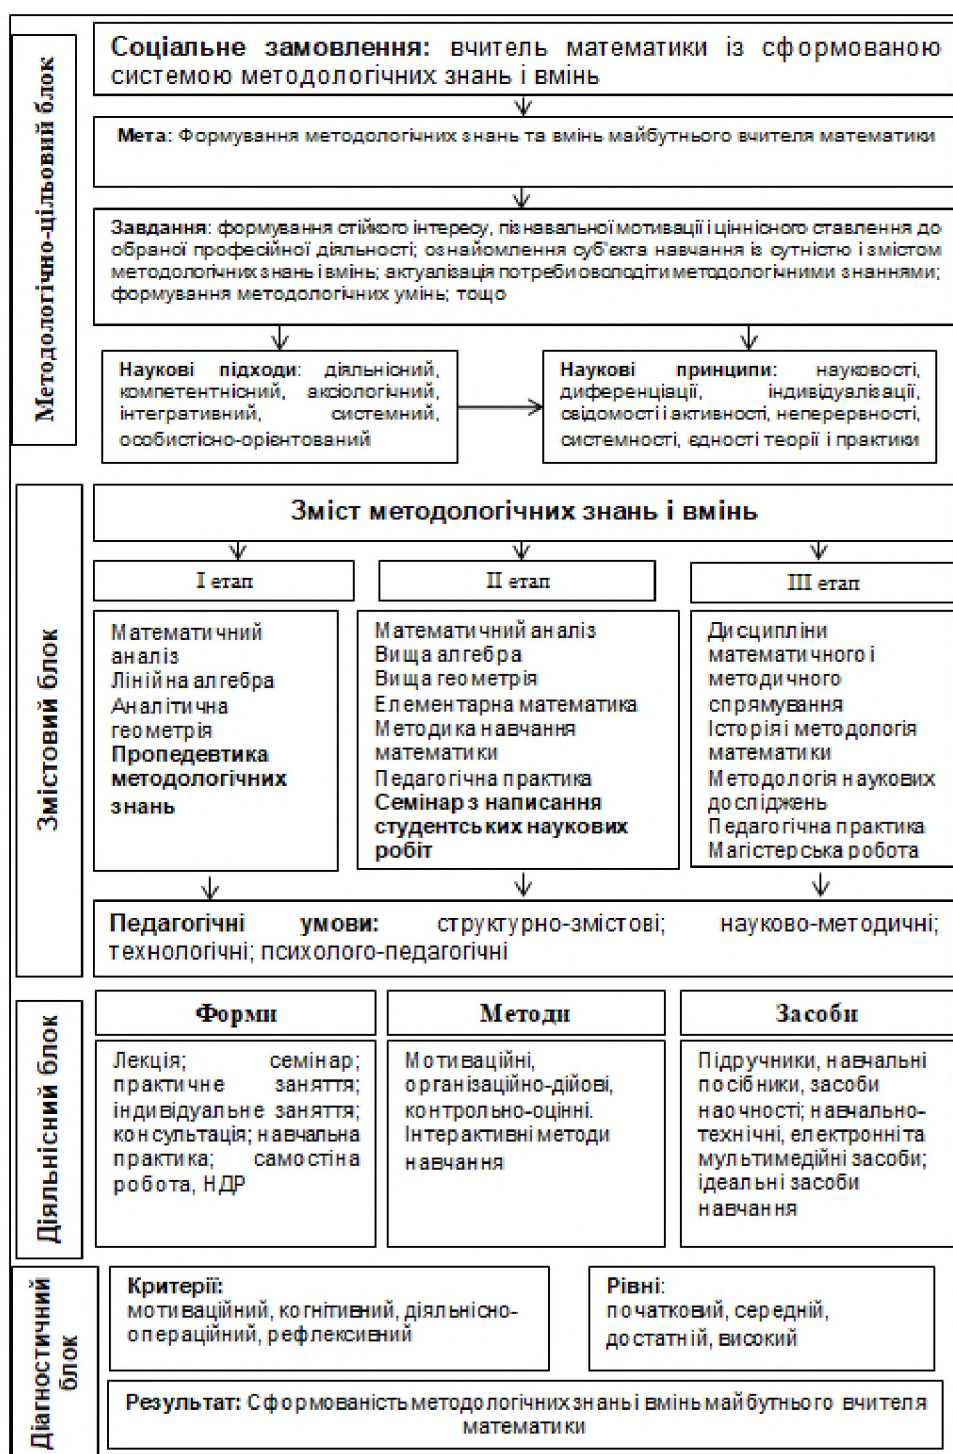 Методологічно-цільовий блок
Соціальне замовлення: вчитель математики із сформованою
системою методологічних знань і вмінь
Мета: Формування методологічних знань та вмінь майбутнього вчителя математики
Завдання: формування стійкого інтересу, пізнавальної мотивації і ціннісного ставлення до
обраної професійної діяльності; ознайомлення суб'єкта навчання із сутністю і змістом
методологічних знань і вмінь; актуалізація потреби оволодіти методологічними знаннями;
формування методологічних умінь; тощо
Наукові підходи: діяльнісний,
компетентнісний, аксіологічний,
інтегративний, системний,
особистісно-орієнтований
Наукові принципи: науковості,
диференціації, індивідуалізації,
свідомості і активності, неперервності,
системності, єдності теорії і практики
Змістовий блок
Зміст методологічних знань і вмінь
І етап
Математичний
аналіз
Лінійна алгебра
Аналітична
геометрія
Пропедевтика
методологічних
знань
ІІ етап
Математичний аналіз
Вища алгебра
Вища геометрія
Елементарна математика
Методика навчання
математики
Педагогічна практика
Семінар з написання
студентських наукових
робіт
ІІІ етап
Дисципліни
математичного і
методичного
спрямування
Історія і методологія
математики
Методологія наукових
досліджень
Педагогічна практика
Магістерська робота
Педагогічні умови: структурно-змістові; науково-методичні;
технологічні; психолого-педагогічні
Діяльнісний блок
Форми
Лекція; семінар;
практичне заняття;
індивідуальне заняття;
консультація; навчальна
практика; самостіна
робота, НДР
Методи
Мотиваційні,
організаційно-дійові,
контрольно-оцінні.
Інтерактивні методи
навчання
Засоби
Підручники, навчальні
посібники, засоби
наочності; навчально-
технічні, електронні та
мультимедійні засоби;
ідеальні засоби
навчання
Діагностичний
блок
Критерії:
мотиваційний, когнітивний, діяльнісно-
операційний, рефлексивний
Рівні:
початковий, середній,
достатній, високий
Результат: Сформованість методологічних знань і вмінь майбутнього вчителя
математики